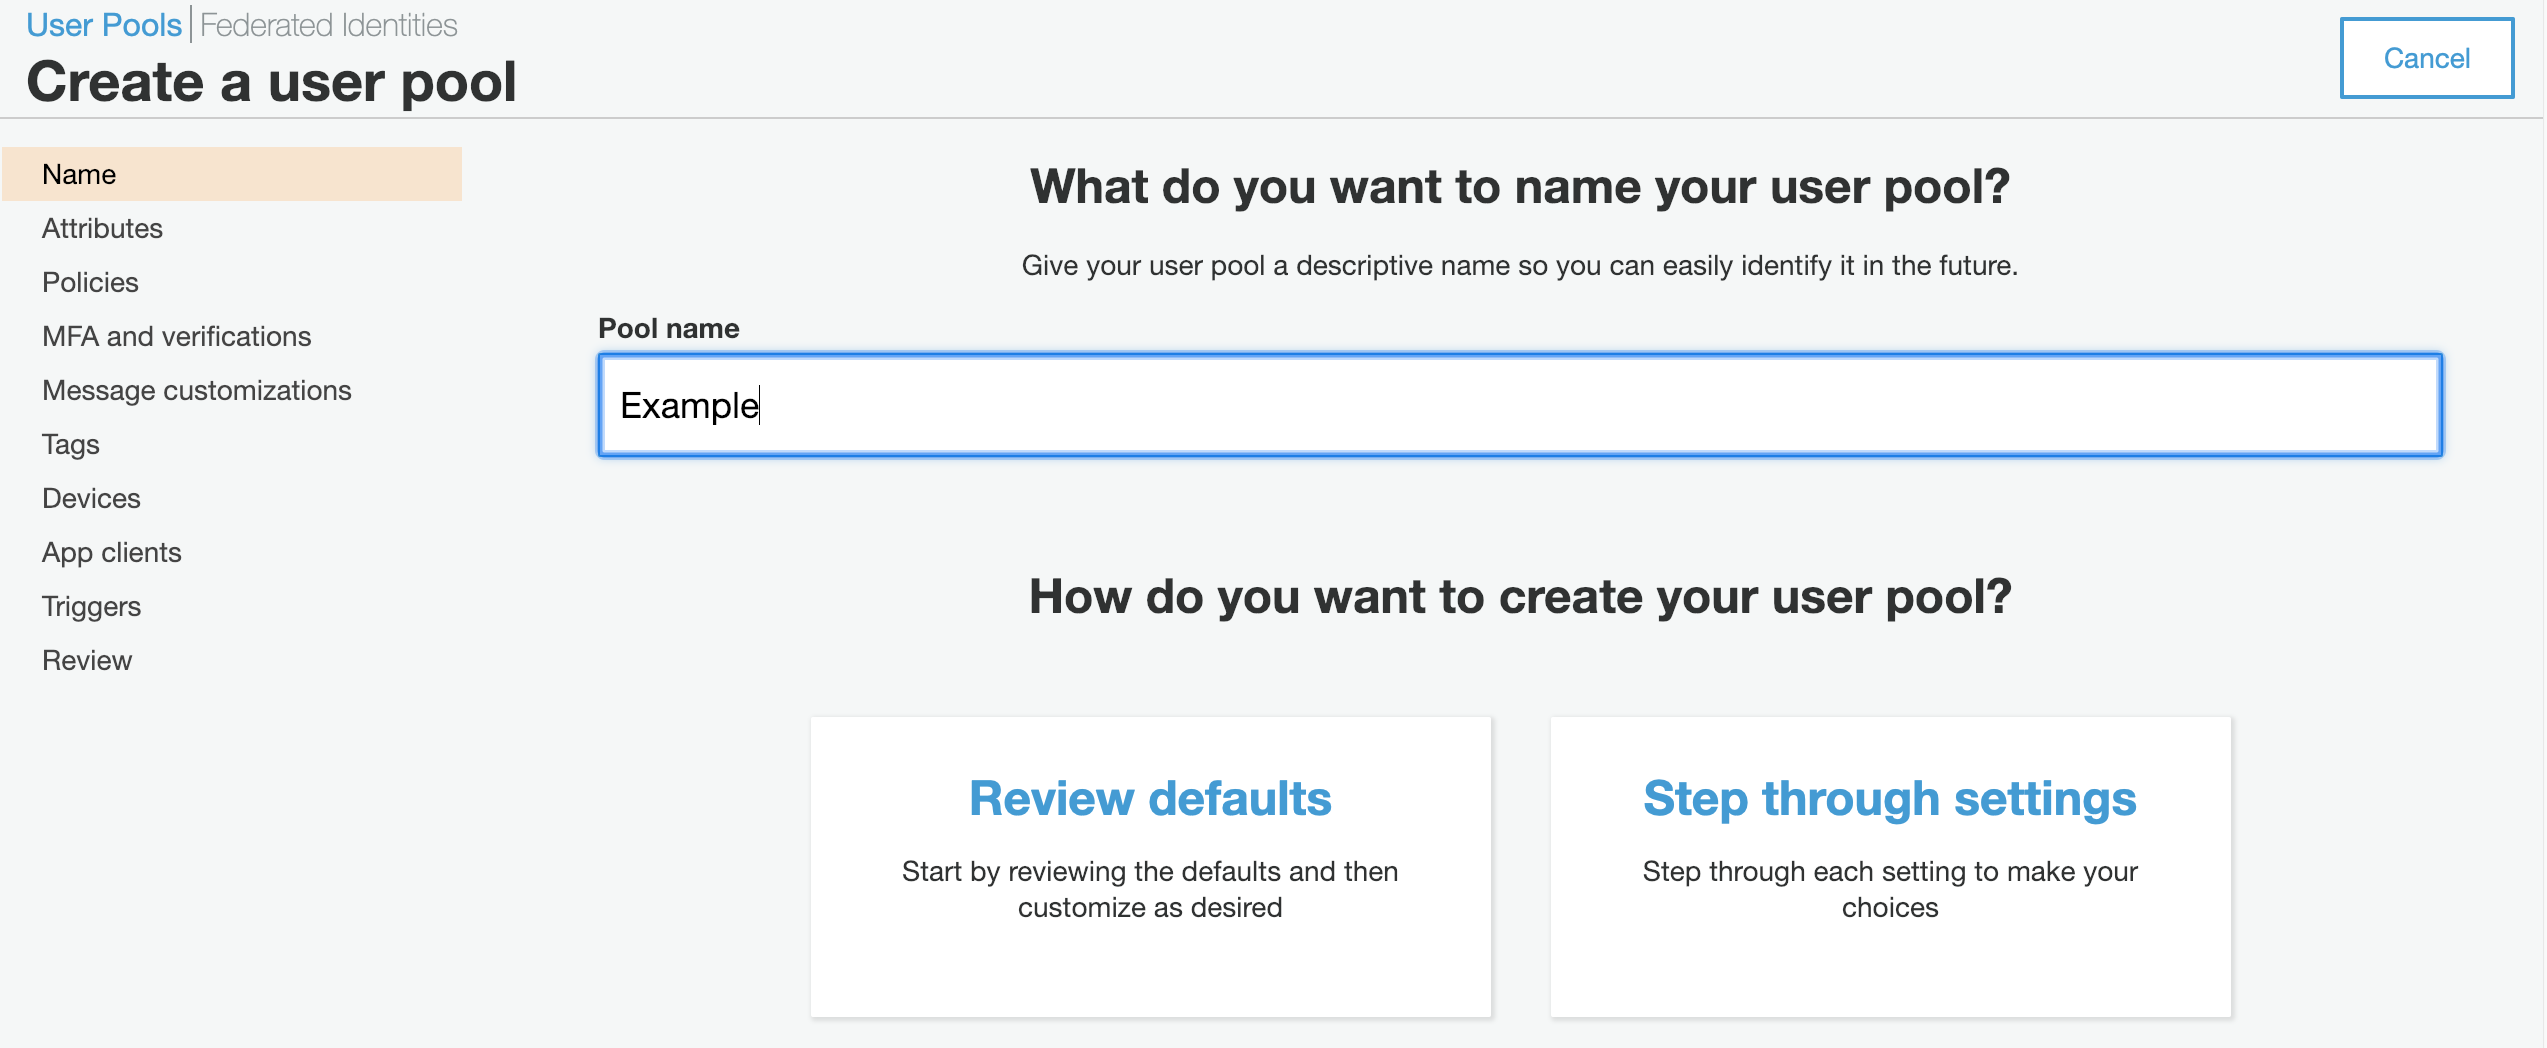 User Pools | Federated Identities
Create a user pool
Cancel
Name
Attributes
Policies
MFA and verifications
Message customizations
Tags
Devices
App clients
Triggers
Review
What do you want to name your user pool?
Give your user pool a descriptive name so you can easily identify it in the future.
Pool name
Example
How do you want to create your user pool?
Review defaults
Start by reviewing the defaults and then
customize as desired
Step through settings
Step through each setting to make your
choices